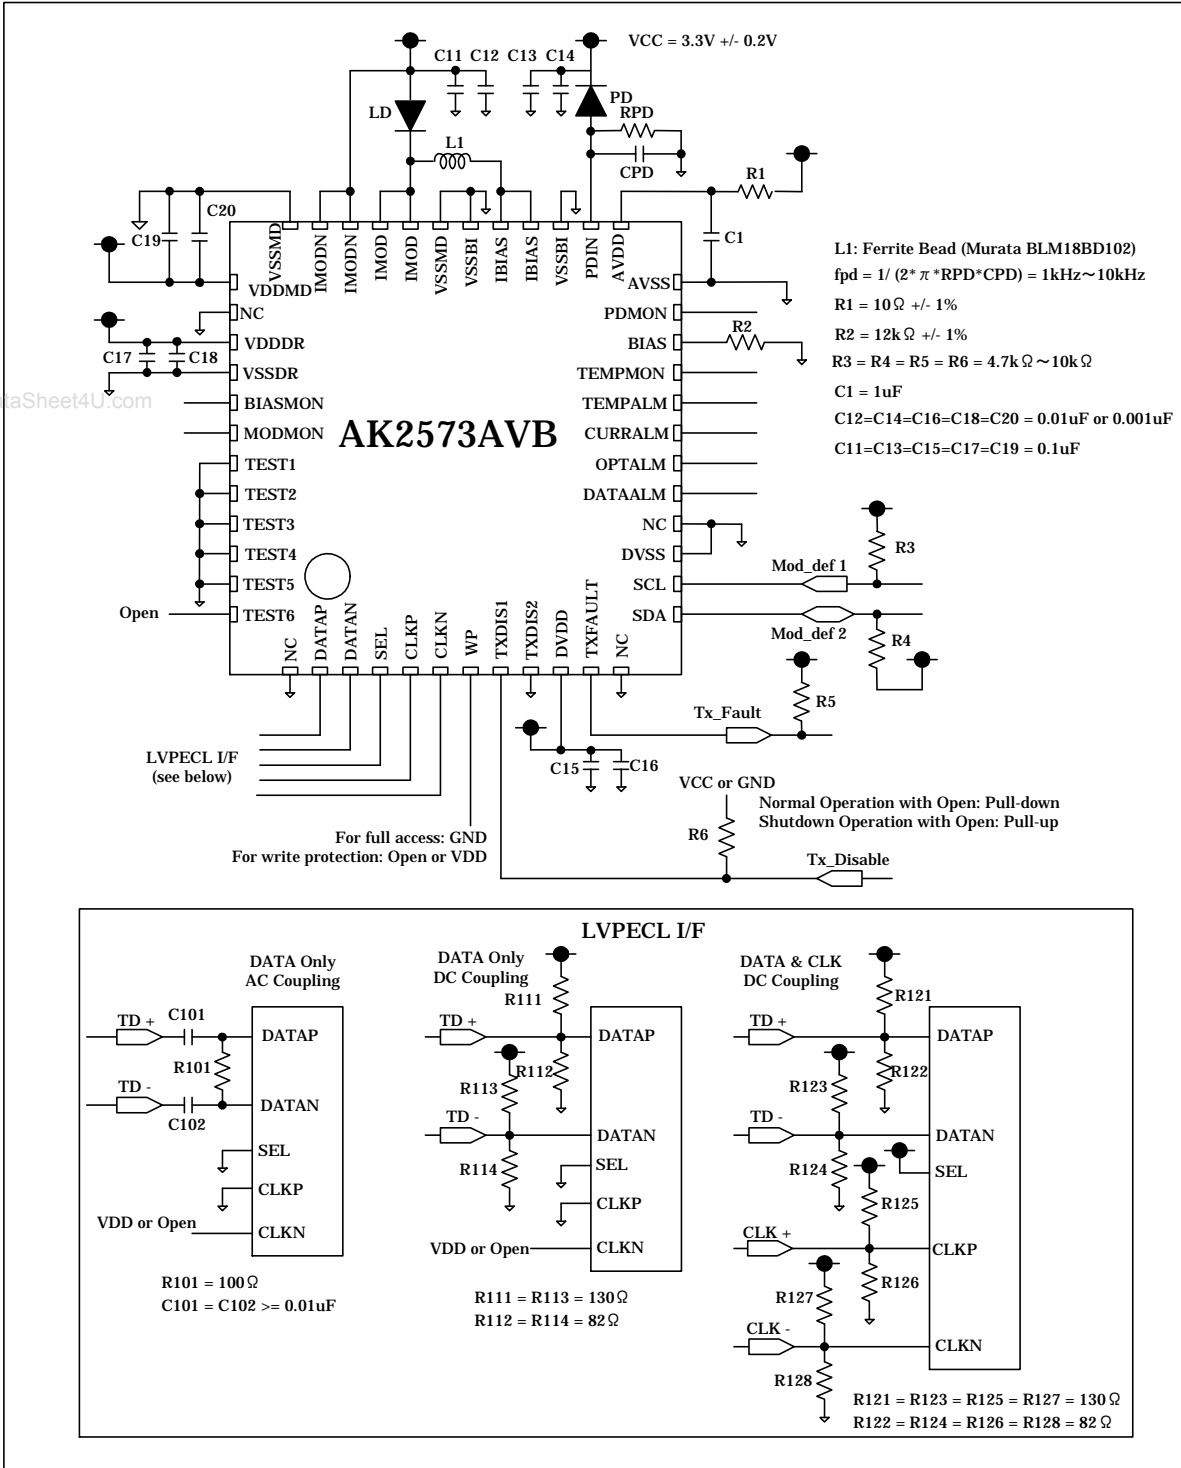 VCC = 3.3V +/- 0.2V
C11 C12 C13 C14
LD
PD
RPD
L1
CPD
R1
C20
C19
C1
VSSMD IMODN IMODN IMOD IMOD VSSMD VSSBI IBIAS IBIAS VSSBI PDIN AVDD
L1: Ferrite Bead (Murata BLM18BD102)
fpd = 1/ (2* π *RPD*CPD) = 1kHz～10kHz
R1 = 10Ω +/- 1%
R2 = 12kΩ +/- 1%
R3 = R4 = R5 = R6 = 4.7kΩ～10kΩ
C1 = 1uF
C12=C14=C16=C18=C20 = 0.01uF or 0.001uF
C11=C13=C15=C17=C19 = 0.1uF
VDDMD
NC
VDDDR
C17 C18
VSSDR
BIASMON
MODMON
TEST1
TEST2
TEST3
TEST4
TEST5
TEST6
Open
taSheet4U.com
AK2573AVB
AVSS
PDMON
BIAS
R2
TEMPMON
TEMPALM
CURRALM
OPTALM
DATAALM
NC
DVSS
SCL
SDA
Mod_def 1
R3
Mod_def 2
R4
NC DATAP DATAN SEL CLKP CLKN WP TXDIS1 TXDIS2 DVDD TXFAULT NC
R5
Tx_Fault
LVPECL I/F
(see below)
C15 C16
VCC or GND
Normal Operation with Open: Pull-down
Shutdown Operation with Open: Pull-up
R6
For full access: GND
For write protection: Open or VDD
Tx_Disable
LVPECL I/F
DATA Only
AC Coupling
TD +
C101
R101
TD -
C102
DATAP
DATAN
SEL
CLKP
CLKN
VDD or Open
R101 = 100Ω
C101 = C102 >= 0.01uF
DATA Only
DC Coupling
R111
TD +
R112
R113
TD -
R114
DATAP
DATAN
SEL
CLKP
CLKN
VDD or Open
R111 = R113 = 130Ω
R112 = R114 = 82Ω
DATA & CLK
DC Coupling
R121
TD +
R122
R123
TD -
R124
R125
CLK +
R126
R127
CLK -
R128
DATAP
DATAN
SEL
CLKP
CLKN
R121 = R123 = R125 = R127 = 130Ω
R122 = R124 = R126 = R128 = 82Ω